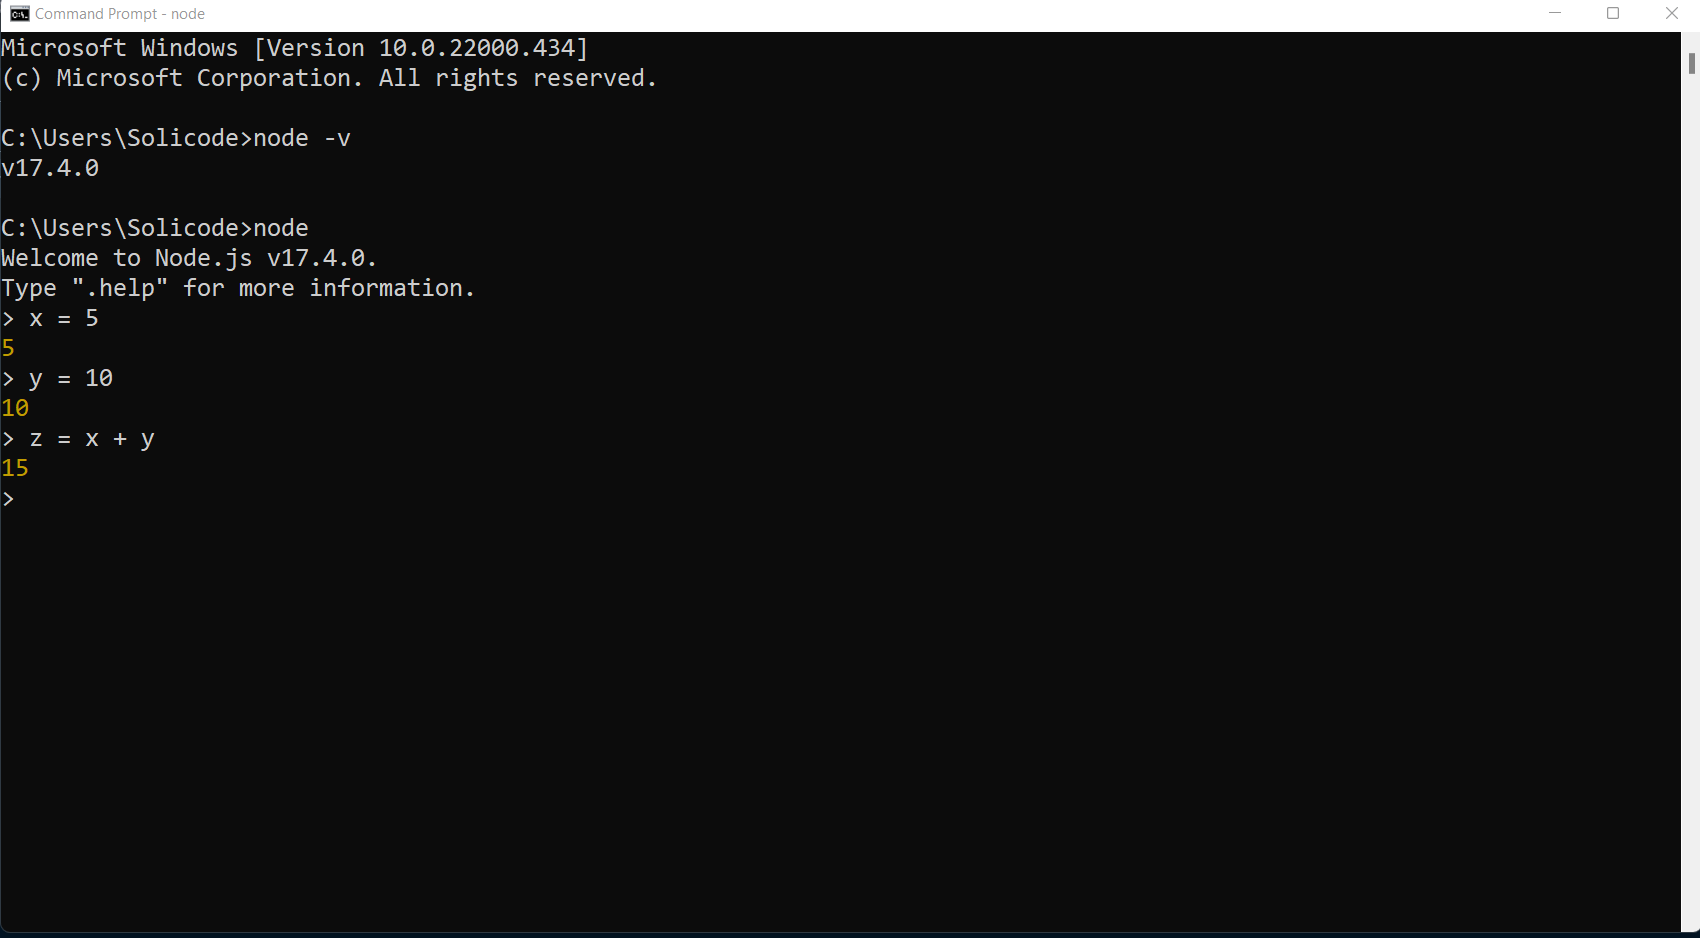 Command Prompt - node
Microsoft Windows [Version 10.0.22000.434]
(c) Microsoft Corporation. All rights reserved.
C:\Users\Solicode>node -v
v17.4.0
C:\Users\Solicode>node
Welcome to Node.js v17.4.0.
Type ".help" for more information.
> x = 5
5
> y = 10
10
> z = x + y
15
>